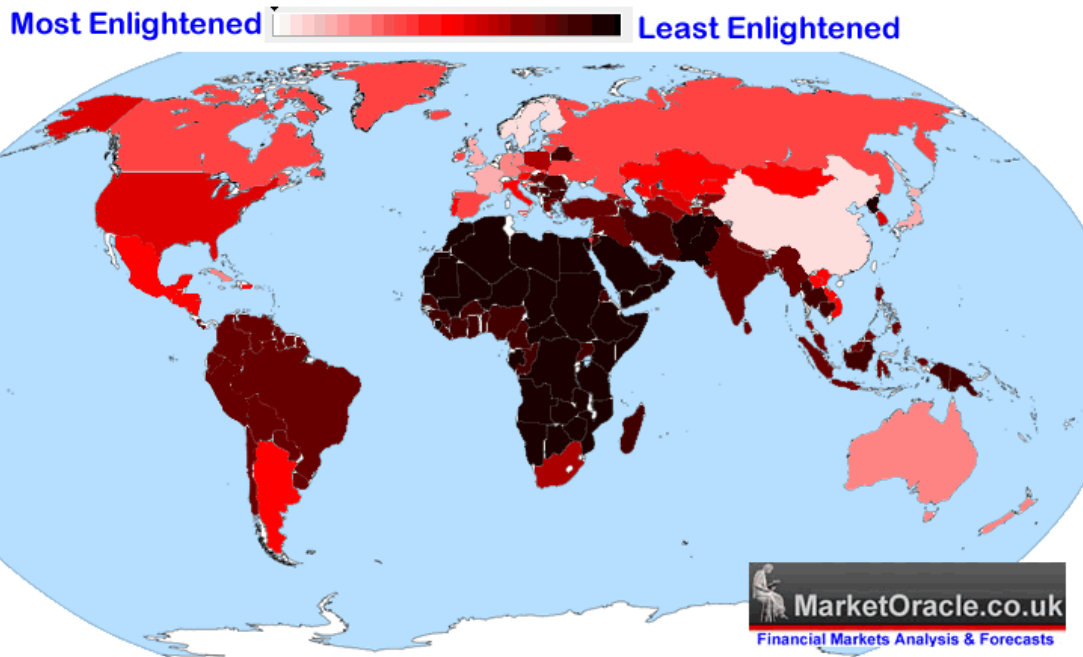 Most Enlightened
Least Enlightened
MarketOracle.co.uk
Financial Markets Analysis & Forecasts